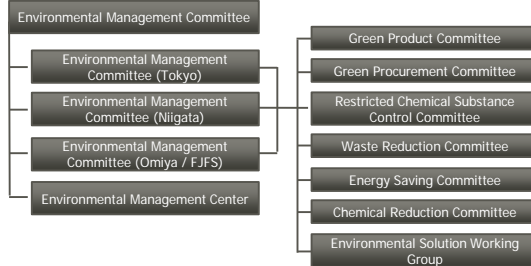 Environmental Management Committee
Environmental Management
Committee (Tokyo)
Environmental Management
Committee (Niigata)
Environmental Management
Committee (Omiya / FJFS)
Environmental Management Center
Green Product Committee
Green Procurement Committee
Restricted Chemical Substance
Control Committee
Waste Reduction Committee
Energy Saving Committee
Chemical Reduction Committee
Environmental Solution Working
Group